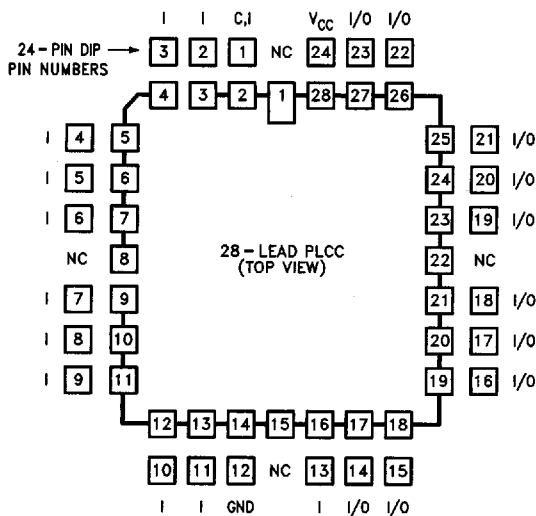 I I C,I V_CC I/O I/O
24-PIN DIP PIN NUMBERS
3 2 1 NC 24 23 22
4 3 2 1 28 27 26
I 4 5 25 21 I/O
I 5 6 24 20 I/O
I 6 7 23 19 I/O
NC 8 22 NC
28-LEAD PLCC
(TOP VIEW)
I 7 9 21 18 I/O
I 8 10 20 17 I/O
I 9 11 19 16 I/O
12 13 14 15 16 17 18
10 11 12 NC 13 14 15
I I GND I I/O I/O